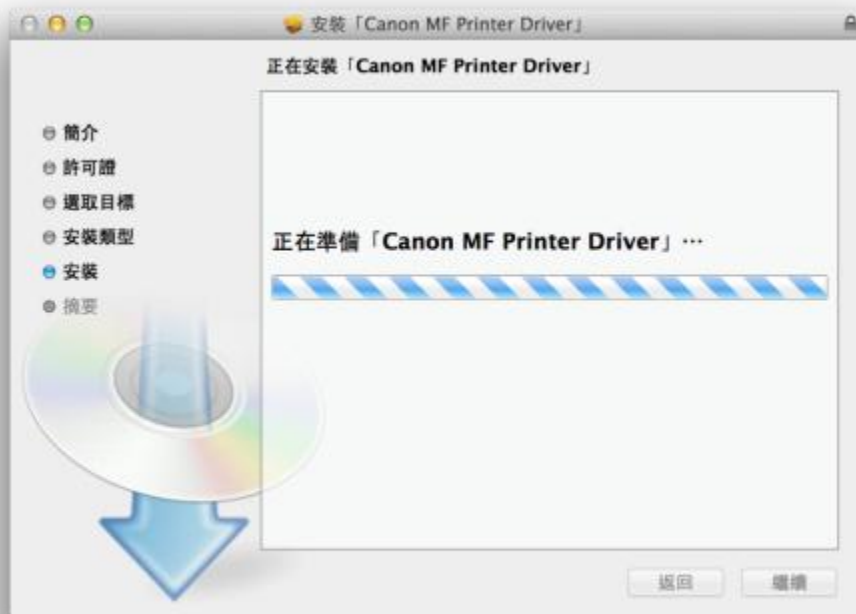 安裝「Canon MF Printer Driver」
正在安裝「Canon MF Printer Driver」
簡介
許可證
選取目標
安裝類型
安裝
摘要
正在準備「Canon MF Printer Driver」⋯
返回
繼續